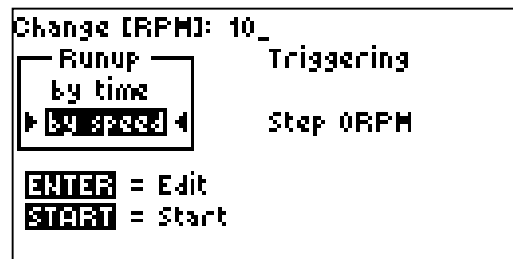 Change [RPM]: 10_
Runup Triggering
by time
by speed Step 0RPM
ENTER = Edit
START = Start